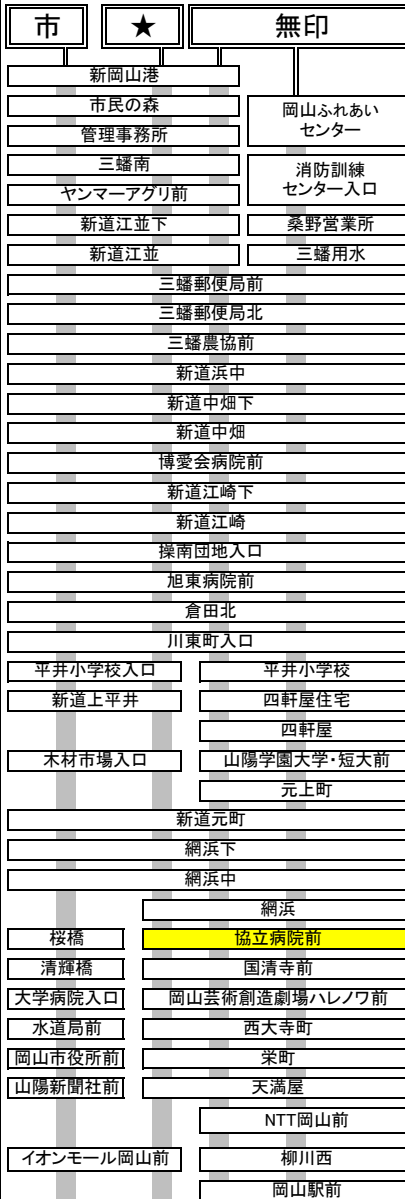 市 ★ 無印
新岡山港
市民の森
岡山ふれあい
センター
管理事務所
三蟠南
消防訓練
センター入口
ヤンマーアグリ前
新道江並下 桑野営業所
新道江並 三蟠用水
三蟠郵便局前
三蟠郵便局北
三蟠農協前
新道浜中
新道中畑下
新道中畑
博愛会病院前
新道江崎下
新道江崎
操南団地入口
旭東病院前
倉田北
川東町入口
平井小学校入口 平井小学校
新道上平井 四軒屋住宅
四軒屋
木材市場入口 山陽学園大学・短大前
元上町
新道元町
網浜下
網浜中
網浜
桜橋 協立病院前
清輝橋 国清寺前
大学病院入口 岡山芸術創造劇場ハレノワ前
水道局前 西大寺町
岡山市役所前 栄町
山陽新聞社前 天満屋
NTT岡山前
イオンモール岡山前 柳川西
岡山駅前